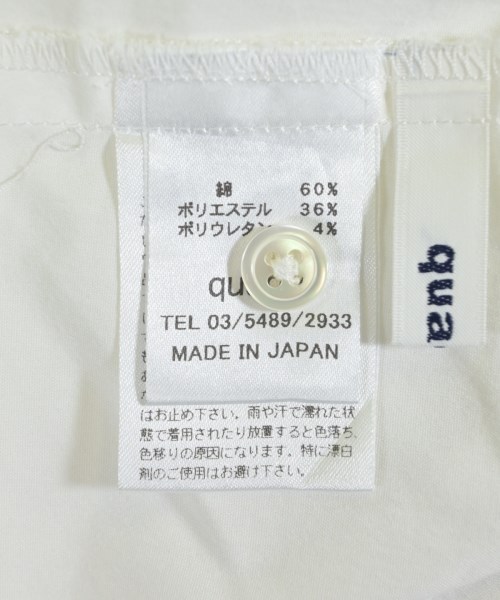 綿 60%
ポリエステル 36%
ポリウレタン 4%
qu
TEL 03/5489/2933
MADE IN JAPAN
はお止め下さい。雨や汗で濡れた状
態で着用されたり放置すると色落ち、
色移りの原因になります。特に漂白
剤のご使用はお避け下さい。
qua